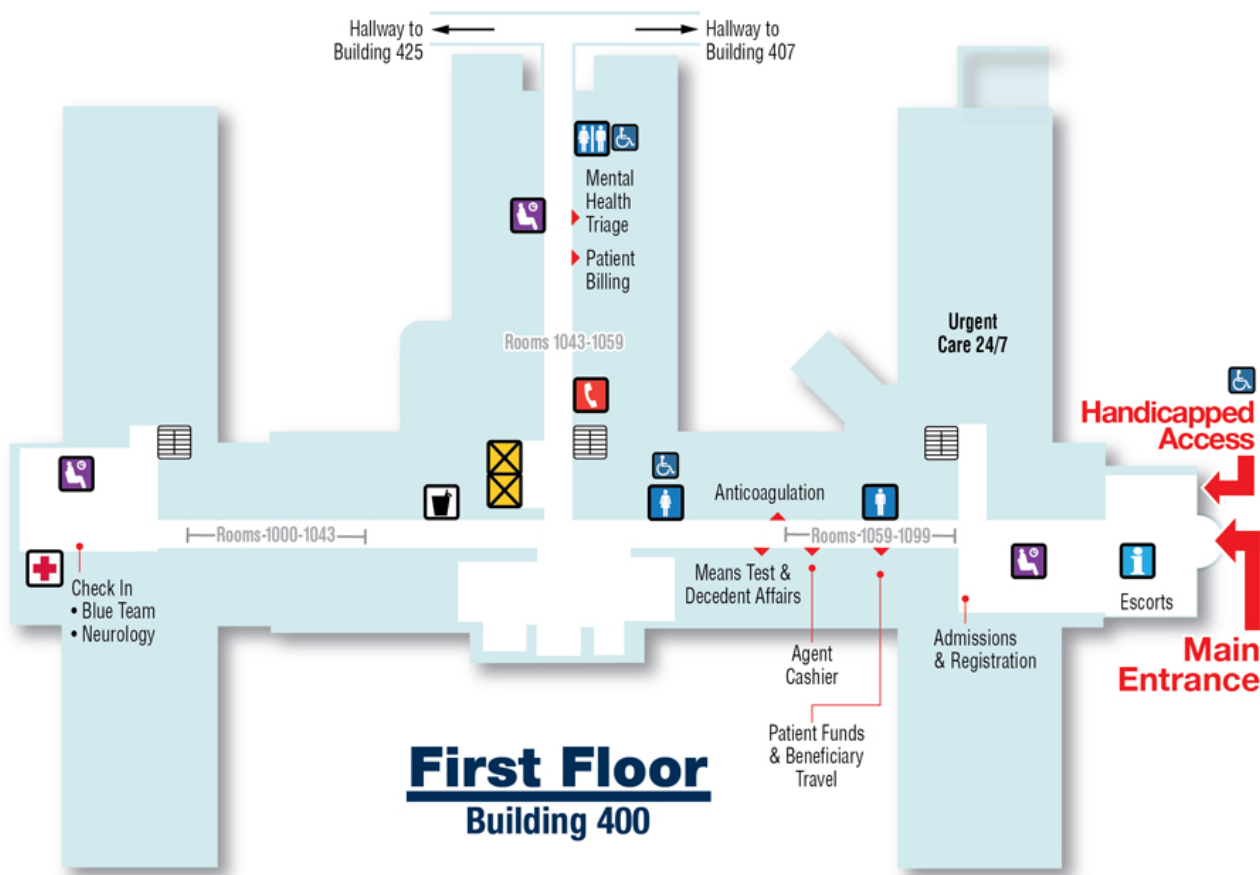 Hallway to
Building 425
Hallway to
Building 407
Mental
Health
Triage
Patient
Billing
Rooms 1043-1059
Urgent
Care 24/7
Handicapped
Access
Anticoagulation
Rooms-1000-1043
Rooms-1059-1099
Check In
• Blue Team
• Neurology
Means Test &
Decedent Affairs
Escorts
Agent
Cashier
Admissions
& Registration
Main
Entrance
Patient Funds
& Beneficiary
Travel
First Floor
Building 400